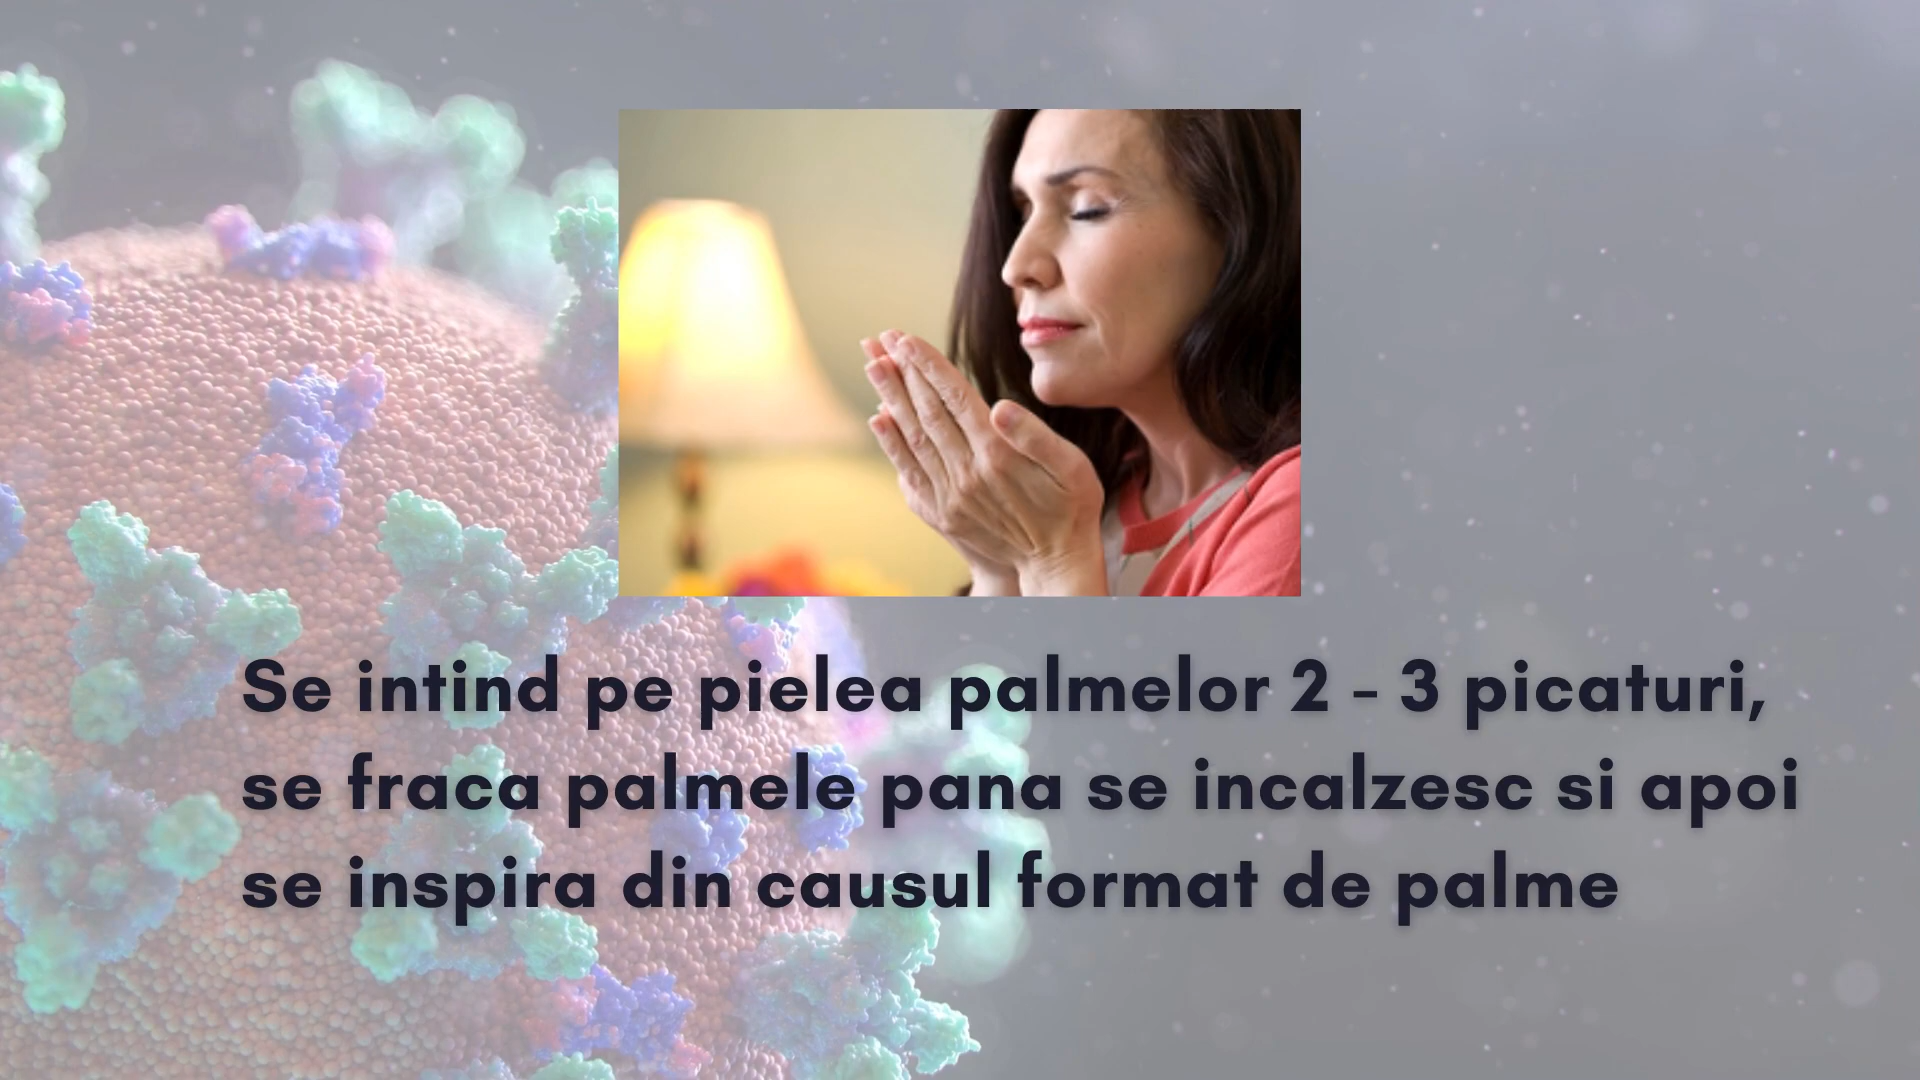 Se intind pe pielea palmelor 2 - 3 picaturi,
se fraca palmele pana se incalzesc si apoi
se inspira din causul format de palme